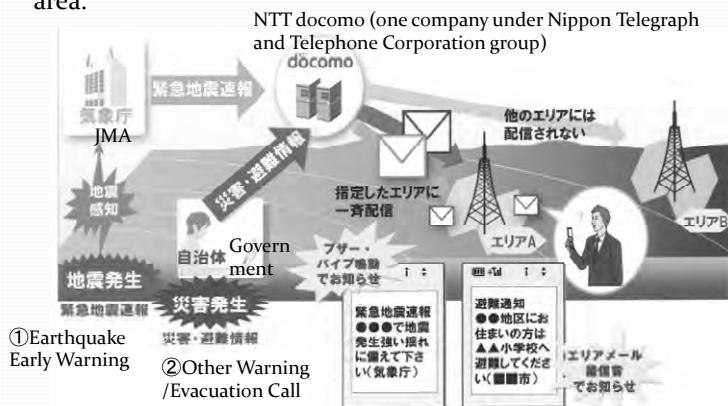 area.
NTT docomo (one company under Nippon Telegraph
and Telephone Corporation group)
döcomo
緊急地震速報
気象庁
JMA
他のエリアには
配信されない
災害・避難情報
地震
感知
指定したエリアに
一斉配信
エリアB
エリアA
自治体
Govern
ment
ブザー・
バイブ鳴動
でお知らせ
地震発生
緊急地震速報
災害発生
災害・避難情報
①Earthquake
Early Warning
②Other Warning
/Evacuation Call
緊急地震速報
●●●で地震
発生強い揺れ
に備えて下さ
い(気象庁)
避難通知
●●地区にお
住まいの方は
▲▲小学校へ
避難してくださ
い(■■市)
エリアメール
着信音
でお知らせ